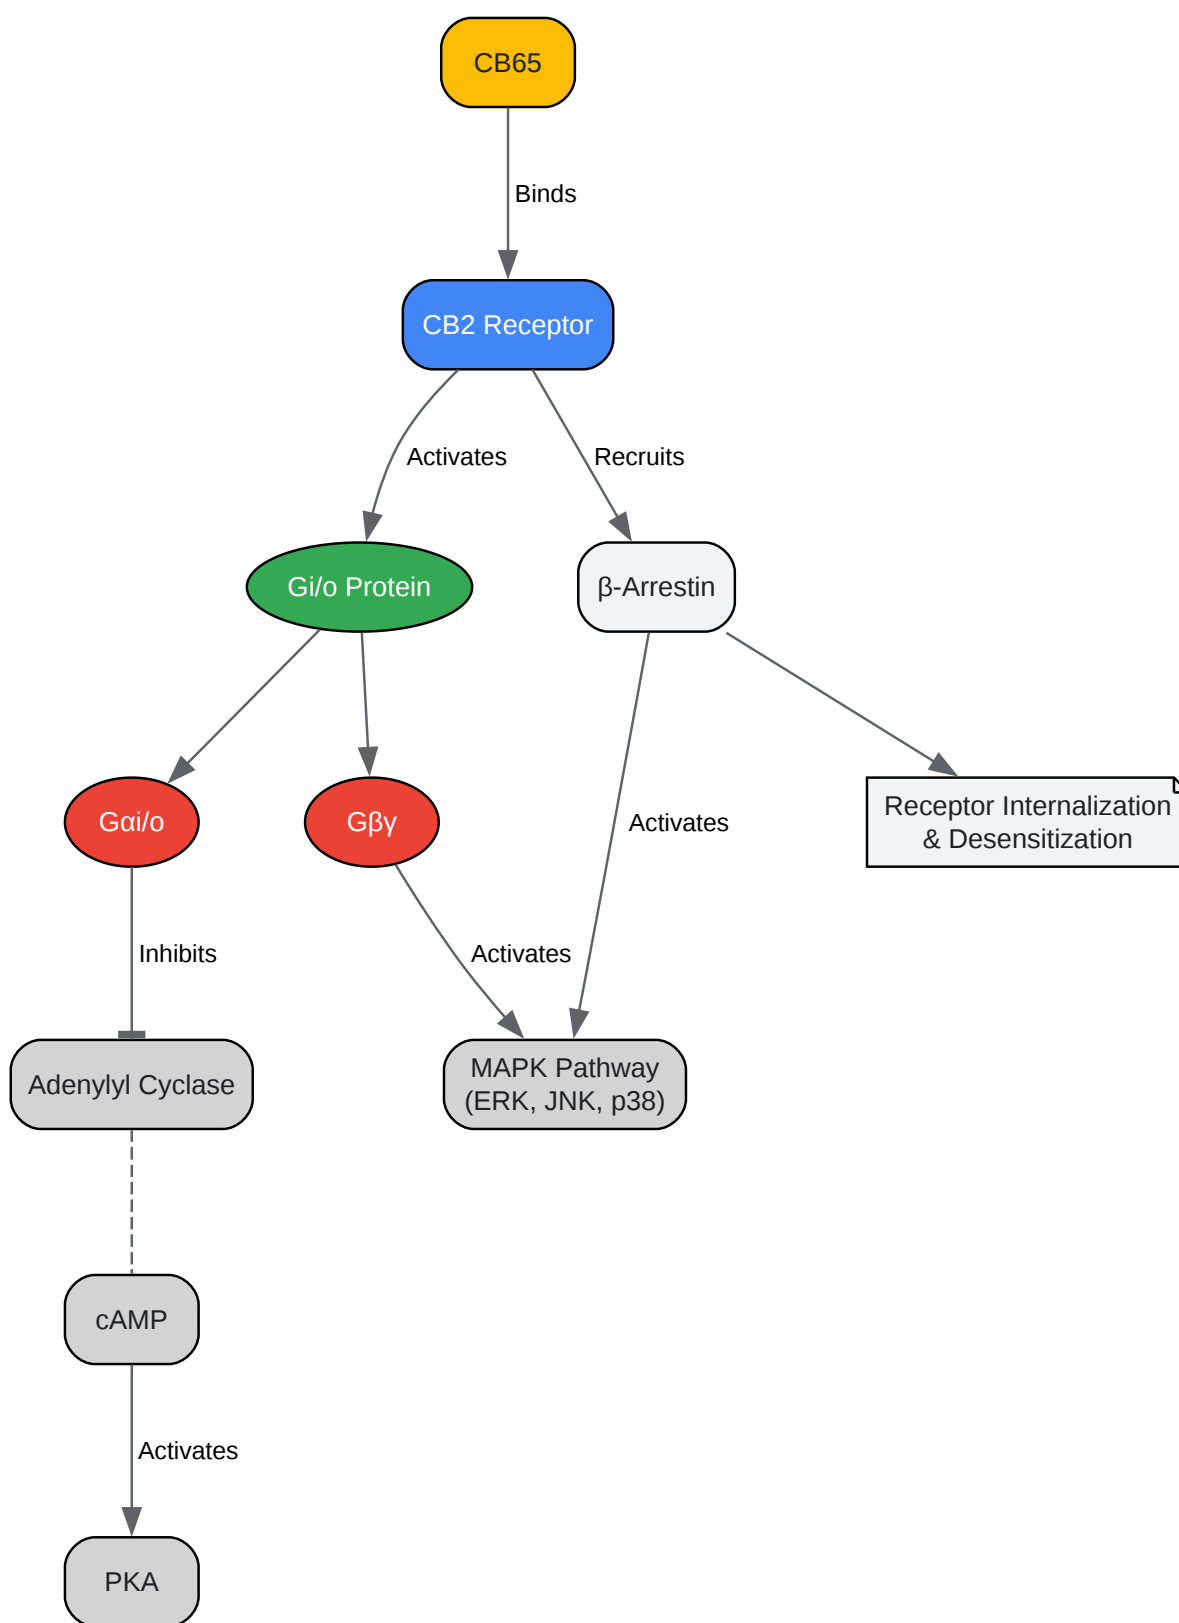 CB65
Binds
CB2 Receptor
Activates
Recruits
Gi/o Protein
β-Arrestin
Gαi/o
Gβγ
Activates
Receptor Internalization
& Desensitization
Inhibits
Activates
Adenylyl Cyclase
MAPK Pathway
(ERK, JNK, p38)
cAMP
Activates
PKA